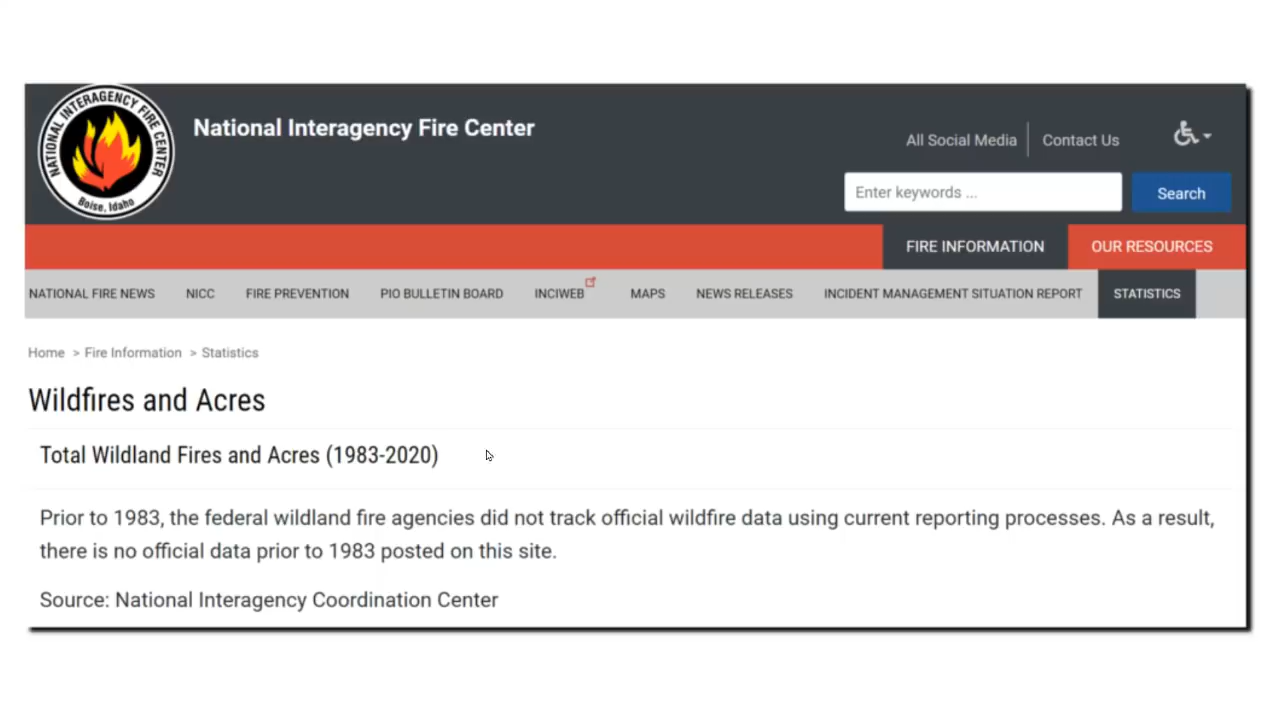 NATIONAL INTERAGENCY FIRE CENTER
Boise, Idaho
National Interagency Fire Center
All Social Media
Contact Us
Enter keywords ...
Search
FIRE INFORMATION
OUR RESOURCES
NATIONAL FIRE NEWS
NICC
FIRE PREVENTION
PIO BULLETIN BOARD
INCIWEB
MAPS
NEWS RELEASES
INCIDENT MANAGEMENT SITUATION REPORT
STATISTICS
Home > Fire Information > Statistics
Wildfires and Acres
Total Wildland Fires and Acres (1983-2020)
Prior to 1983, the federal wildland fire agencies did not track official wildfire data using current reporting processes. As a result,
there is no official data prior to 1983 posted on this site.
Source: National Interagency Coordination Center